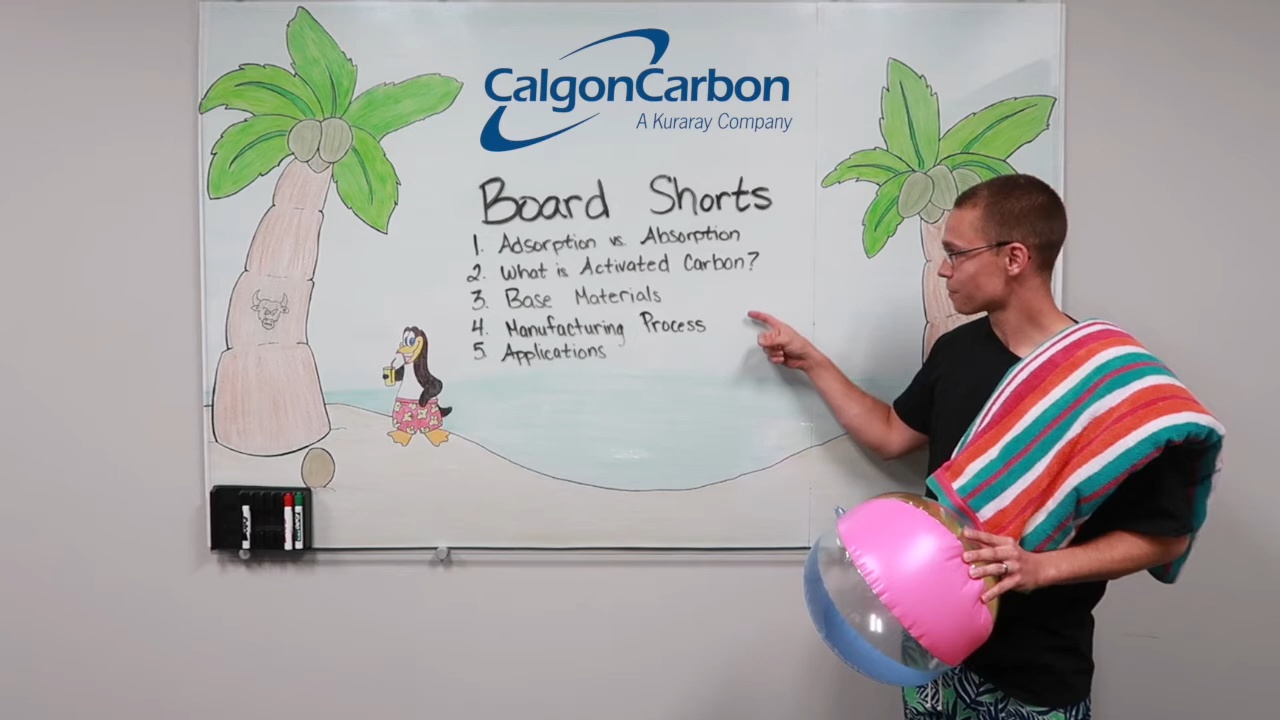 CalgonCarbon
A Kuraray Company
Board Shorts
1. Adsorption vs. Absorption
2. What is Activated Carbon?
3. Base Materials
4. Manufacturing Process
5. Applications